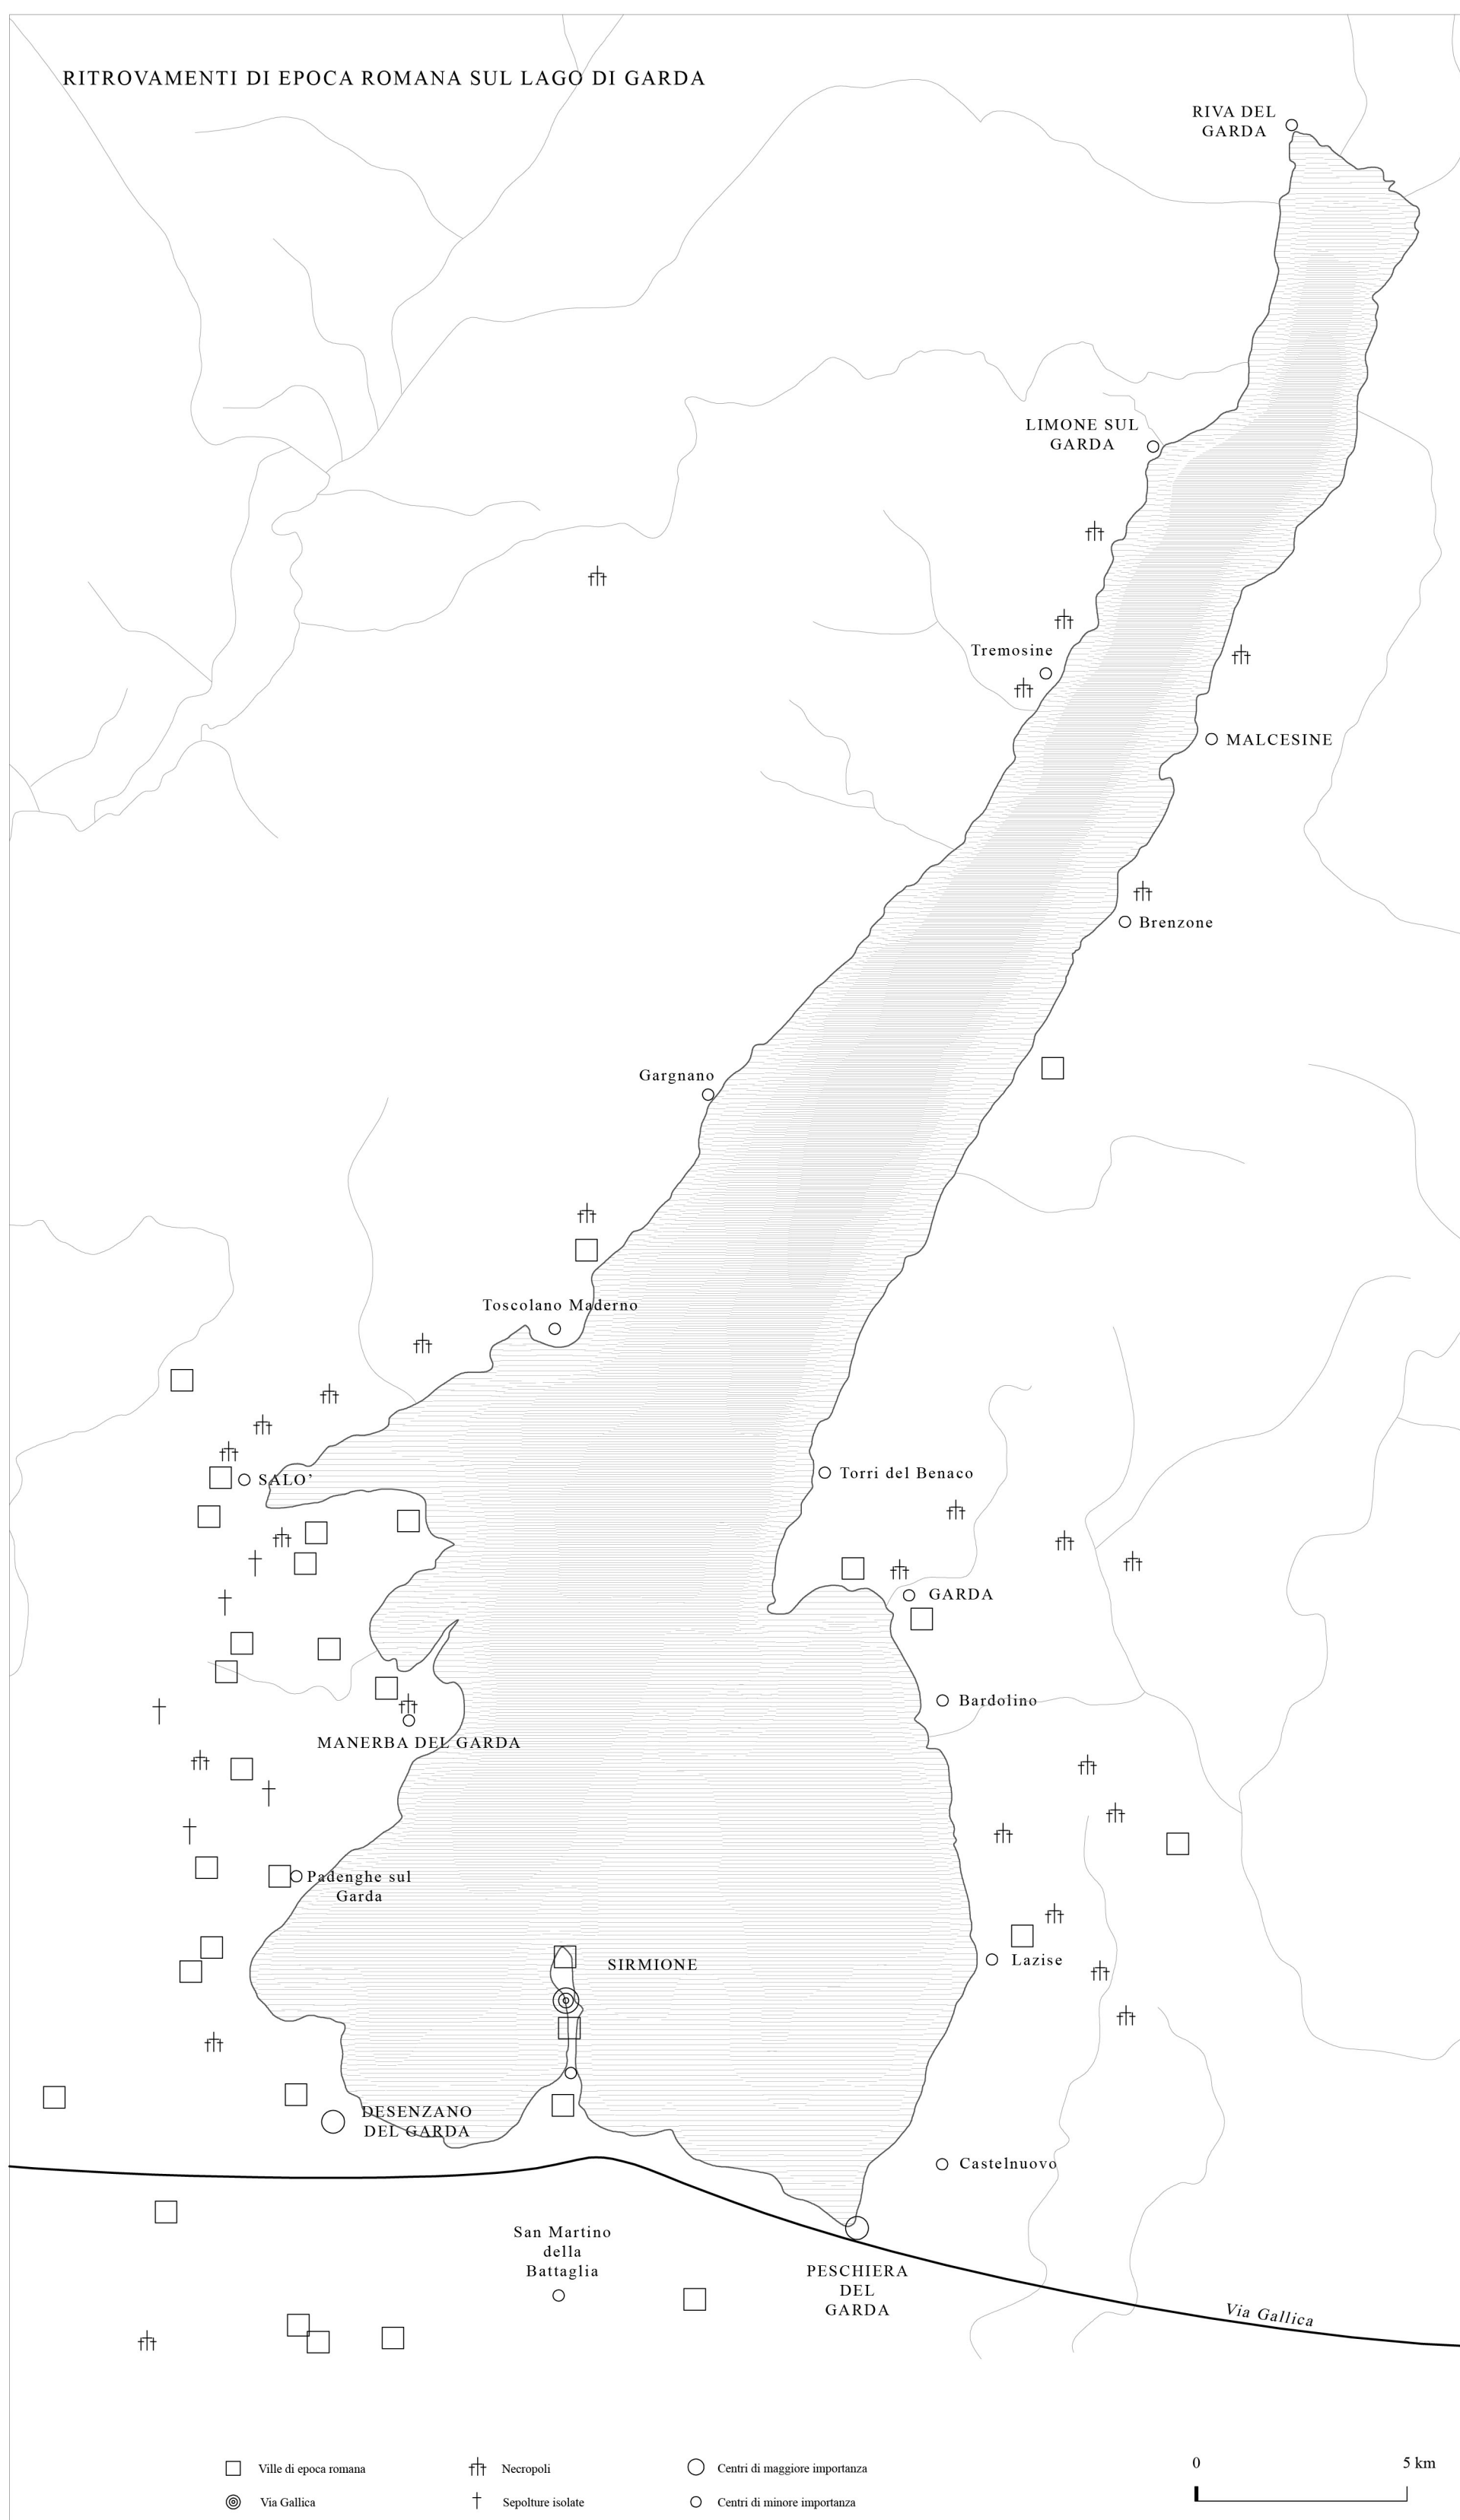 RITROVAMENTI DI EPOCA ROMANA SUL LAGO DI GARDA
RIVA DEL
GARDA
LIMONE SUL
GARDA
Tremosine
MALCESINE
Brenzone
Gargnano
Toscolano Maderno
Torri del Benaco
SALO’
GARDA
Bardolino
MANERBA DEL GARDA
Padenghe sul
Garda
SIRMIONE
Lazise
DESENZANO
DEL GARDA
Castelnuovo
San Martino
della
Battaglia
PESCHIERA
DEL
GARDA
Via Gallica
Ville di epoca romana
Necropoli
Centri di maggiore importanza
0 5 km
Via Gallica
Sepolture isolate
Centri di minore importanza